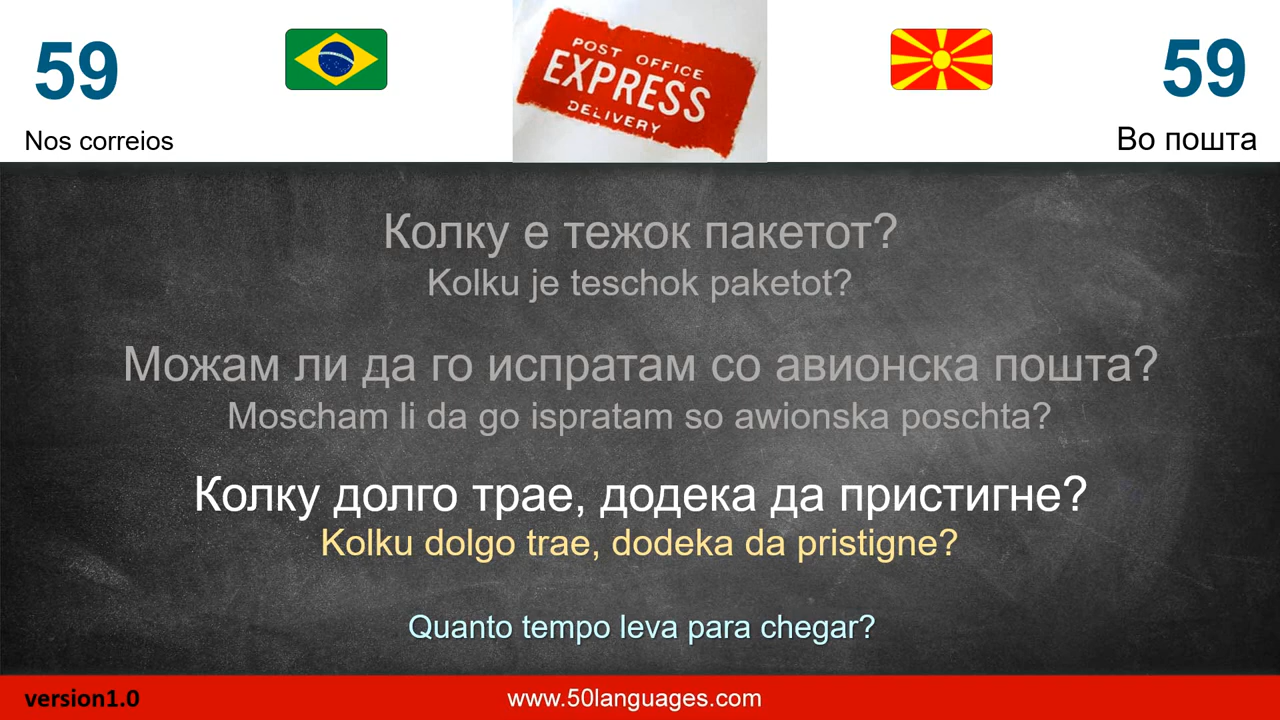 59
59
POST OFFICE
EXPRESS
DELIVERY
Nos correios
Во пошта
Колку е тежок пакетот?
Kolku je teschok paketot?
Можам ли да го испратам со авионска пошта?
Moscham li da go ispratam so awionska poschta?
Колку долго трае, додека да пристигне?
Kolku dolgo trae, dodeka da pristigne?
Quanto tempo leva para chegar?
version1.0
www.50languages.com